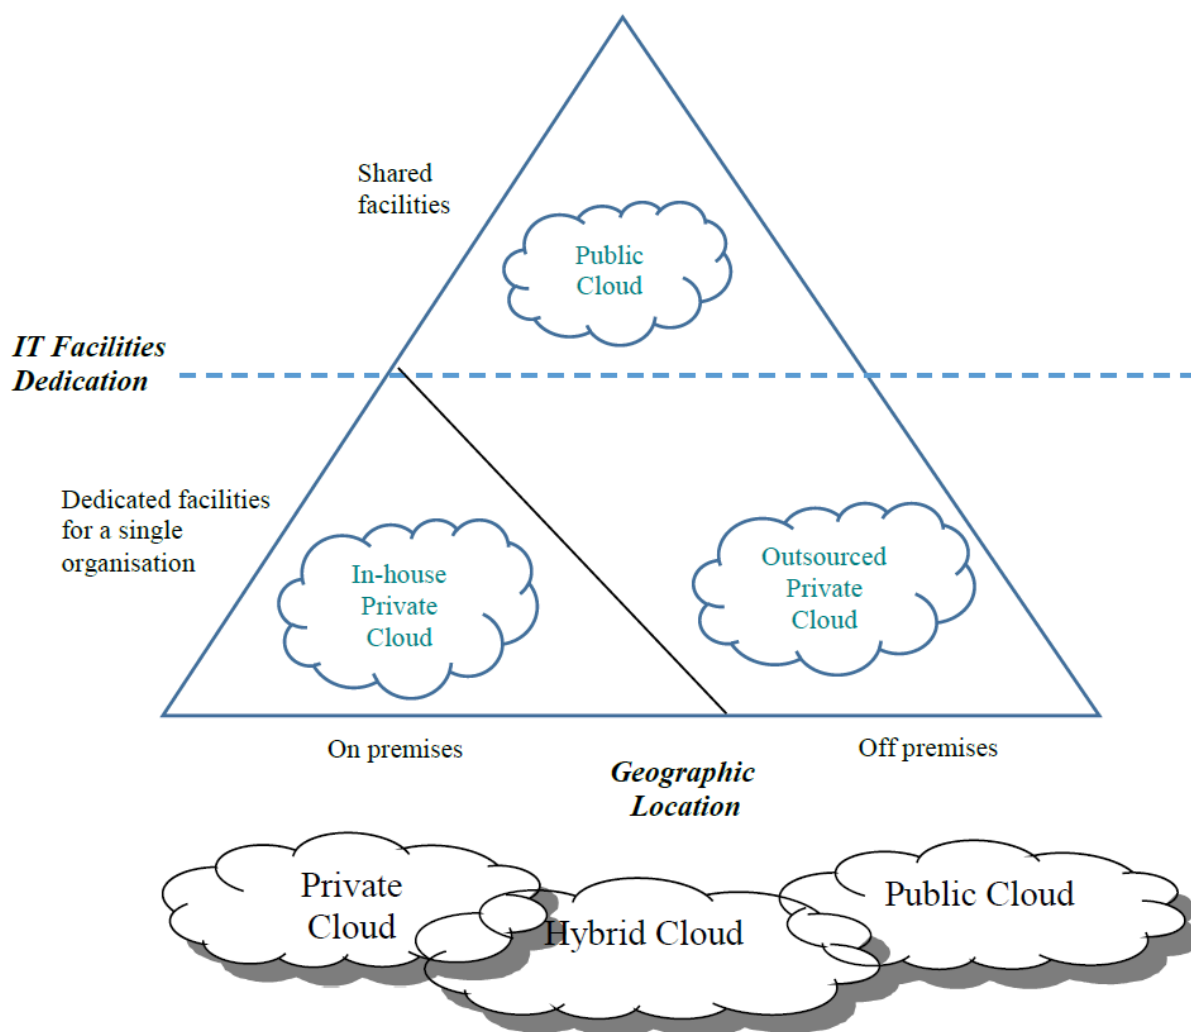 Shared
facilities
Public
Cloud
IT Facilities
Dedication
Dedicated facilities
for a single
organisation
In-house
Private
Cloud
Outsourced
Private
Cloud
On premises
Off premises
Geographic
Location
Private
Cloud
Hybrid Cloud
Public Cloud